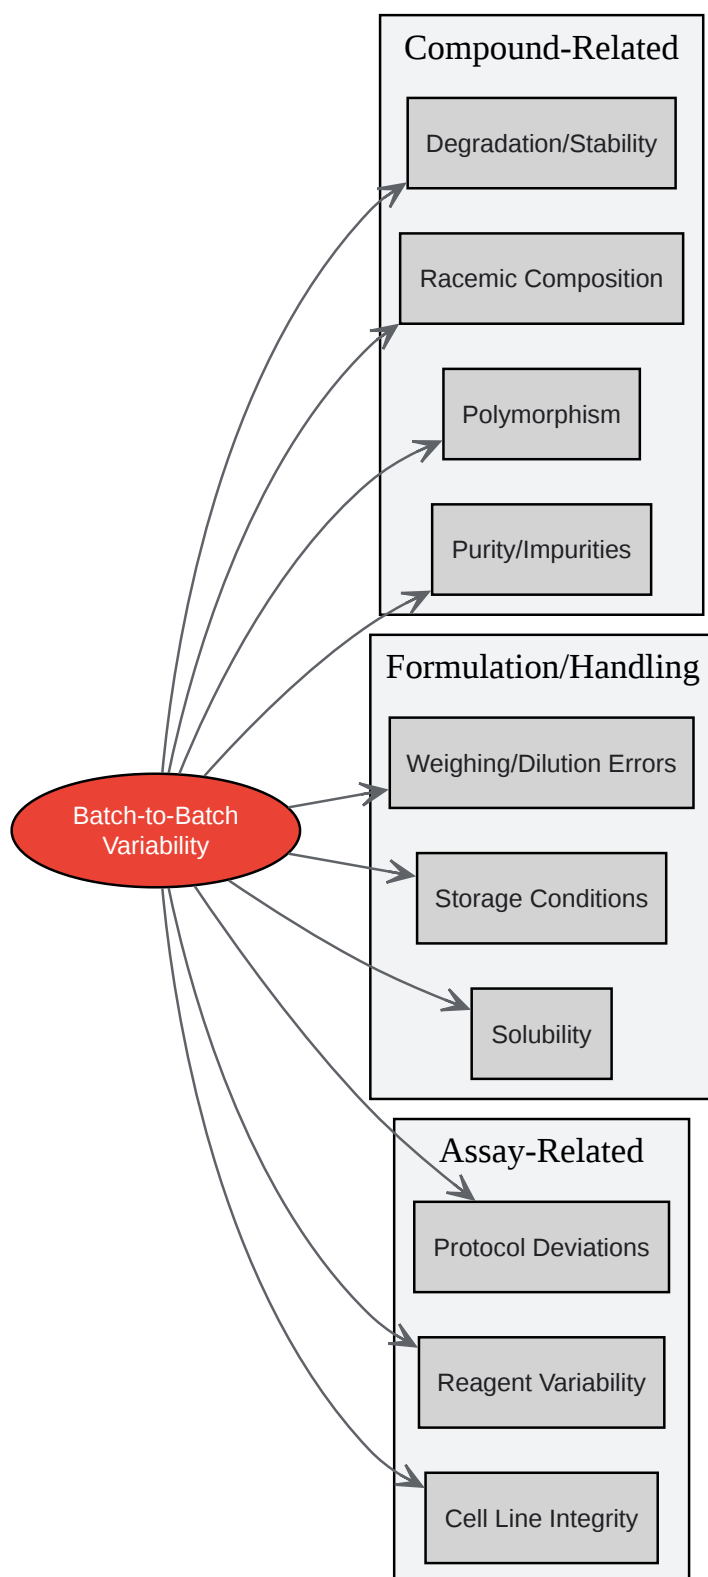 Compound-Related
Degradation/Stability
Racemic Composition
Polymorphism
Purity/Impurities
Formulation/Handling
Weighing/Dilution Errors
Batch-to-Batch
Variability
Storage Conditions
Solubility
Assay-Related
Protocol Deviations
Reagent Variability
Cell Line Integrity